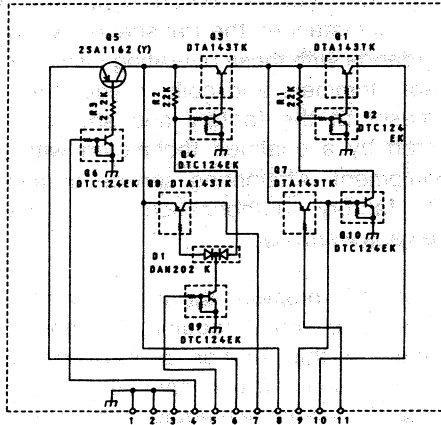 Q5
2SA1162 (Y)
Q3
DTA143TK
Q1
DTA143TK
R3
2.2K
R2
22K
R1
22K
Q2
DTC124
EK
Q6
DTC124EK
Q4
DTC124EK
Q8 DTA143TK
Q7
DTA143TK
D1
DAN202 K
Q10
DTC124EK
Q9
DTC124EK
1 2 3 4 5 6 7 8 9 10 11